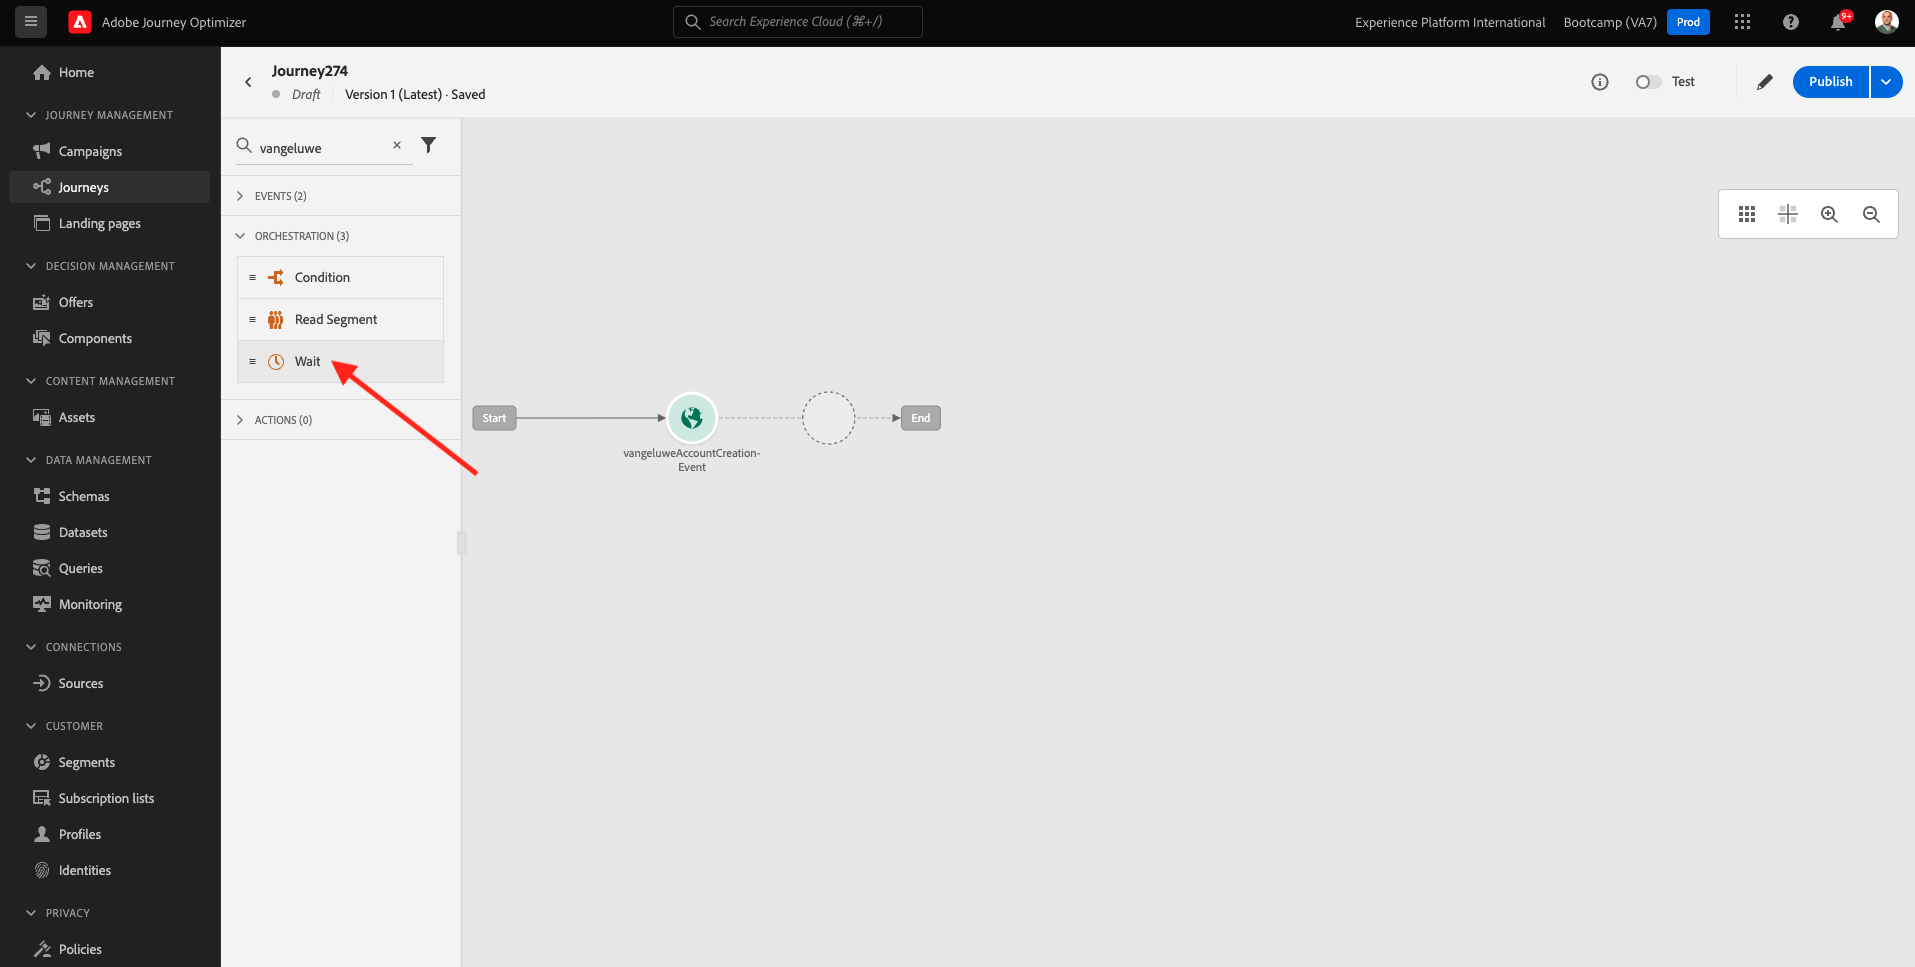 Adobe Journey Optimizer
Search Experience Cloud (⌘+/)
Experience Platform International
Bootcamp (VA7)
Prod
9+
Home
JOURNEY MANAGEMENT
Campaigns
Journeys
Landing pages
DECISION MANAGEMENT
Offers
Components
CONTENT MANAGEMENT
Assets
DATA MANAGEMENT
Schemas
Datasets
Queries
Monitoring
CONNECTIONS
Sources
CUSTOMER
Segments
Subscription lists
Profiles
Identities
PRIVACY
Policies
Journey274
Draft
Version 1 (Latest) · Saved
Test
Publish
vangeluwe
EVENTS (2)
ORCHESTRATION (3)
Condition
Read Segment
Wait
ACTIONS (0)
Start
vangeluweAccountCreation-
Event
End